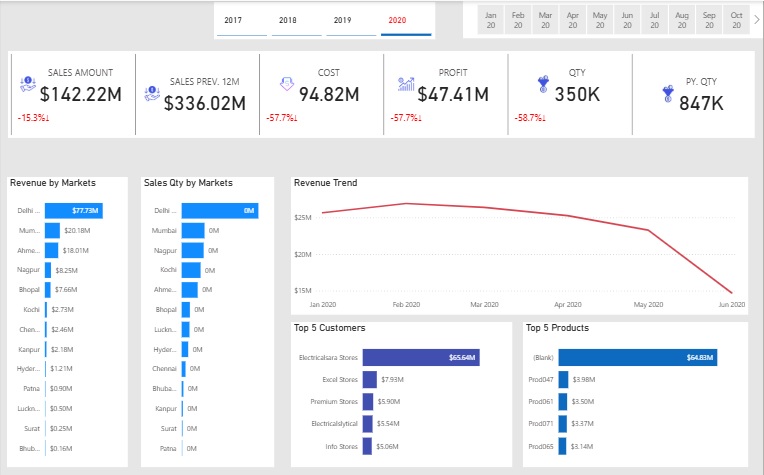 2017 2018 2019 2020
Jan 20 Feb 20 Mar 20 Apr 20 May 20 Jun 20 Jul 20 Aug 20 Sep 20 Oct 20
SALES AMOUNT
$142.22M
-15.3%↓
SALES PREV. 12M
$336.02M
COST
94.82M
-57.7%↓
PROFIT
$47.41M
-57.7%↓
QTY
350K
-58.7%↓
PY. QTY
847K
Revenue by Markets
Delhi ... $77.73M
Mum... $20.18M
Ahme... $18.01M
Nagpur $8.25M
Bhopal $7.66M
Kochi $2.73M
Chen... $2.46M
Kanpur $2.18M
Hyder... $1.21M
Patna $0.90M
Luckn... $0.50M
Surat $0.25M
Bhub... $0.16M
Sales Qty by Markets
Delhi ... 0M
Mumbai 0M
Nagpur 0M
Kochi 0M
Ahme... 0M
Bhopal 0M
Luckn... 0M
Hyder... 0M
Chennai 0M
Bhuba... 0M
Kanpur 0M
Surat 0M
Patna 0M
Revenue Trend
$25M
$20M
$15M
Jan 2020 Feb 2020 Mar 2020 Apr 2020 May 2020 Jun 2020
Top 5 Customers
Electricalsara Stores $65.64M
Excel Stores $7.93M
Premium Stores $5.90M
Electricalslytical $5.54M
Info Stores $5.06M
Top 5 Products
(Blank) $64.83M
Prod047 $3.98M
Prod061 $3.50M
Prod071 $3.37M
Prod065 $3.14M